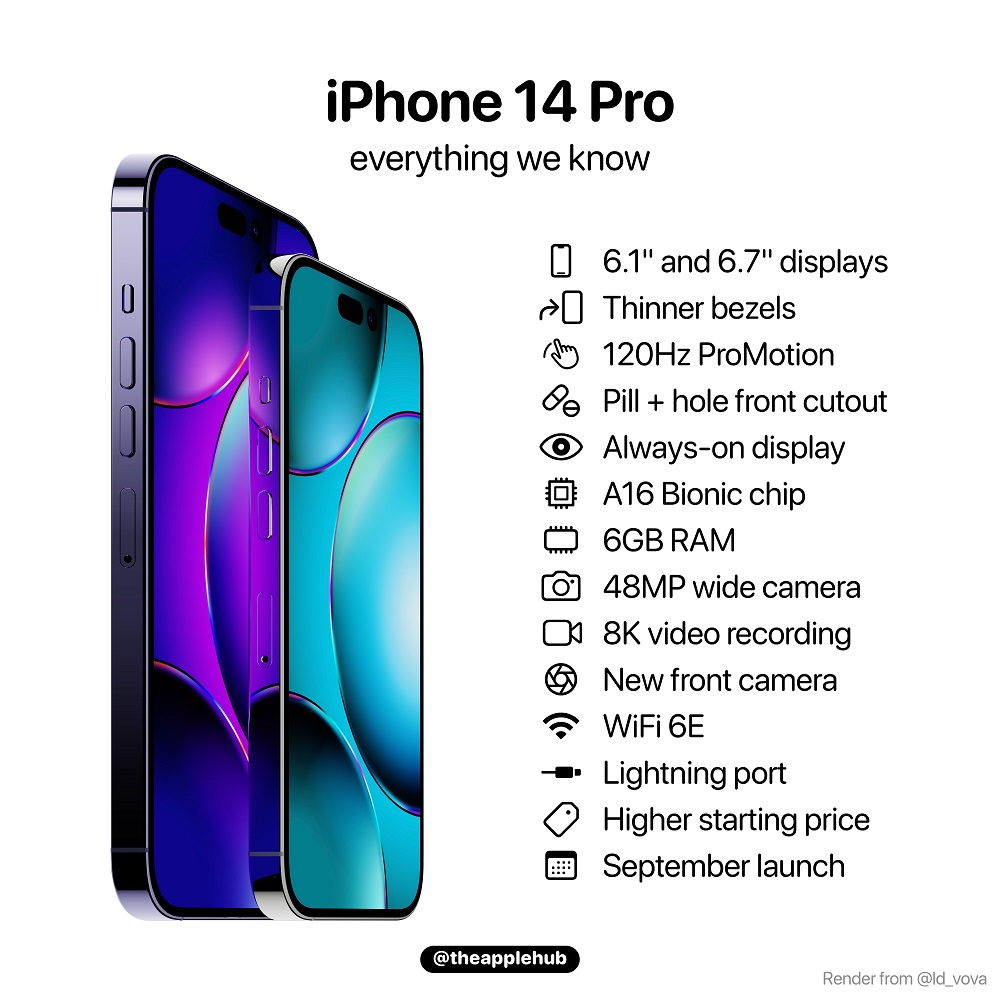 iPhone 14 Pro
everything we know
6.1" and 6.7" displays
Thinner bezels
120Hz ProMotion
Pill + hole front cutout
Always-on display
A16 Bionic chip
6GB RAM
48MP wide camera
8K video recording
New front camera
WiFi 6E
Lightning port
Higher starting price
September launch
@theapplehub
Render from @ld_vova